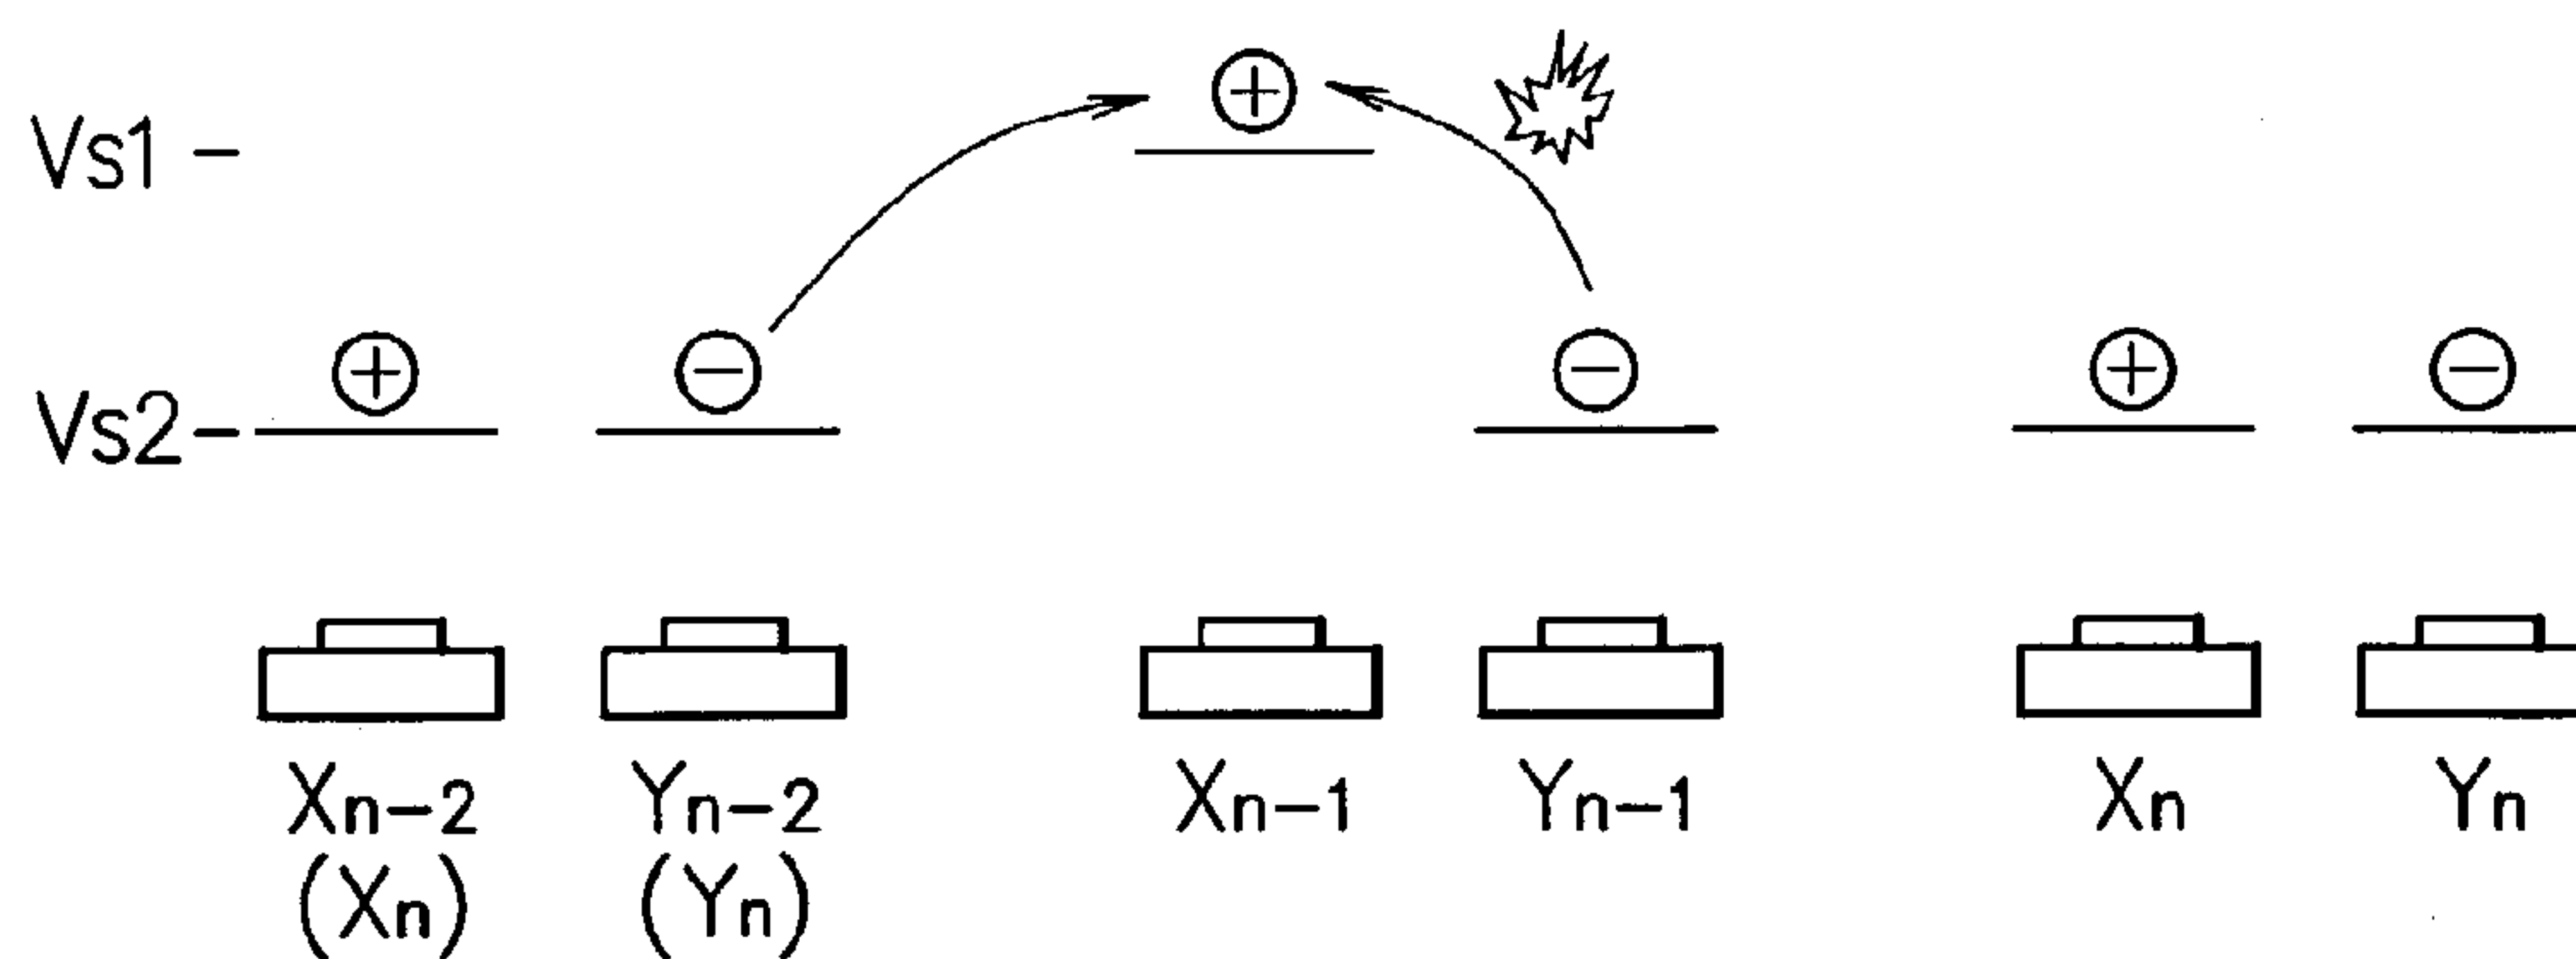 Vs1 –
+
Vs2 –
+ − − + −
Xn−2 Yn−2 Xn−1 Yn−1 Xn Yn
(Xn) (Yn)